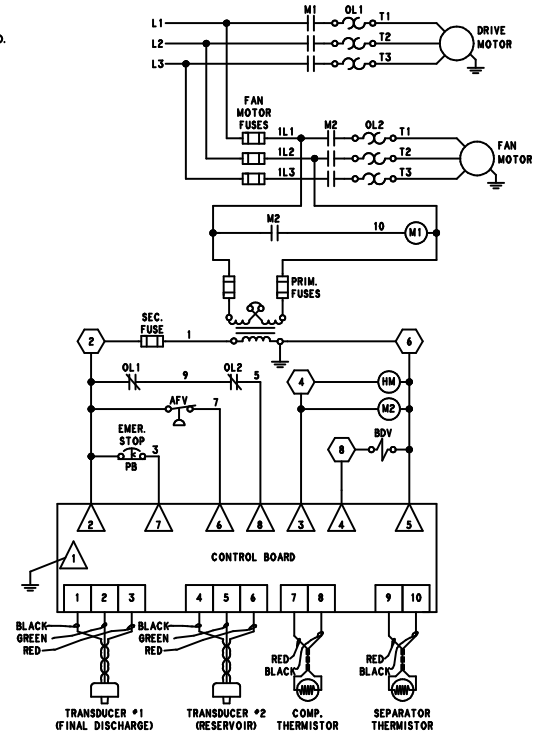 D.
L1 M1 OL1 T1
L2 T2 DRIVE
MOTOR
L3 T3
FAN
MOTOR
FUSES
1L1 M2 OL2 T1
1L2 T2 FAN
MOTOR
1L3 T3
M2 10 M1
PRIM.
FUSES
SEC.
FUSE
2 1 6
OL1 9 OL2 5 4 HM
AFV 7 M2
EMER.
STOP
3
PB
8 BDV
2 7 6 8 3 4 5
1 CONTROL BOARD
1 2 3 4 5 6 7 8 9 10
BLACK BLACK
GREEN GREEN
RED RED
RED RED
BLACK BLACK
TRANSDUCER #1
(FINAL DISCHARGE)
TRANSDUCER #2
(RESERVOIR)
COMP.
THERMISTOR
SEPARATOR
THERMISTOR